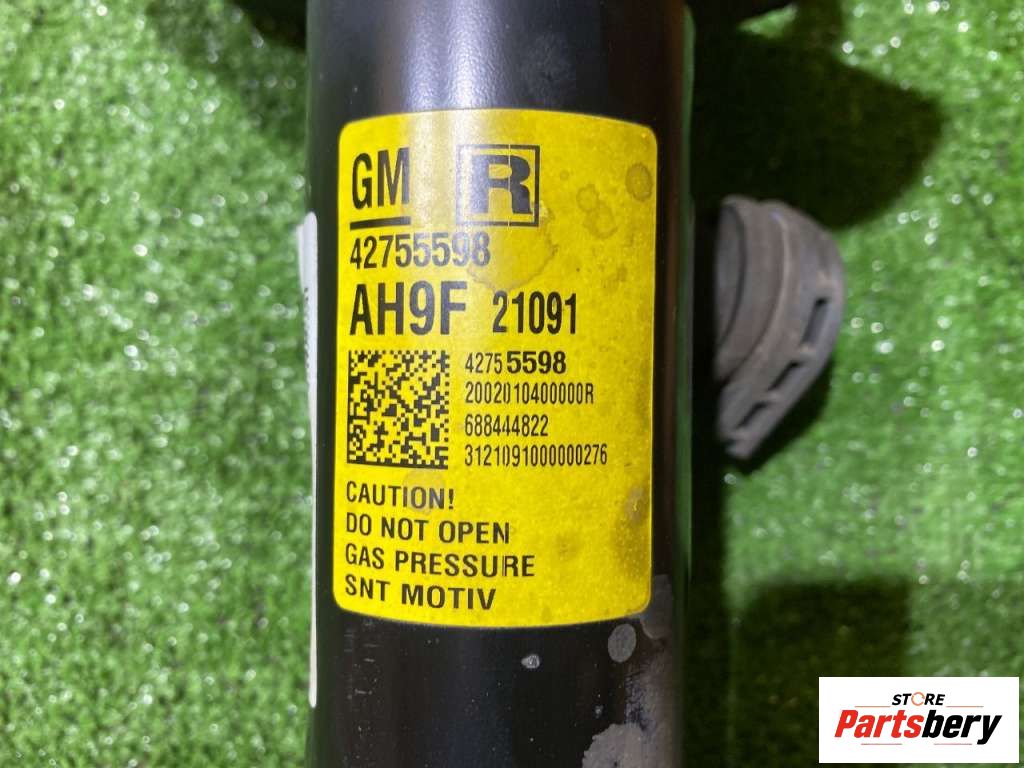 GM R
42755598
AH9F 21091
42755598
2002010400000R
688444822
3121091000000276
CAUTION!
DO NOT OPEN
GAS PRESSURE
SNT MOTIV
STORE
Partsbery